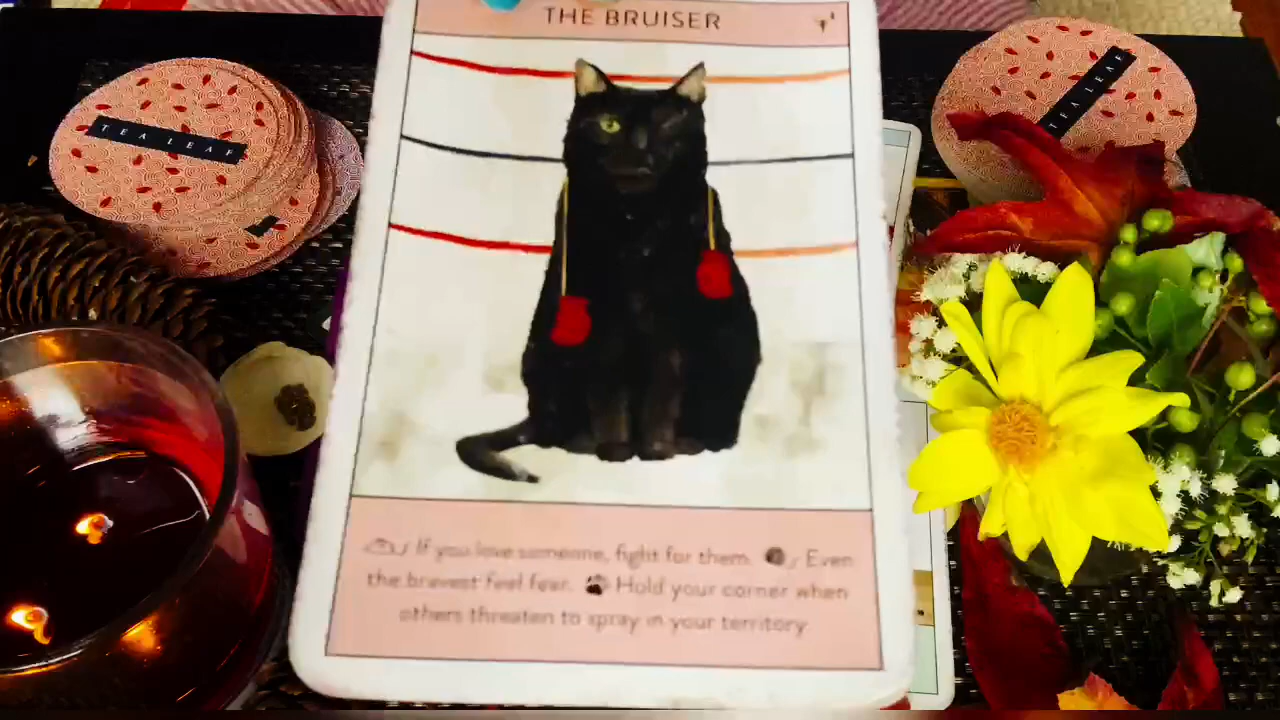 THE BRUISER
TEA LEAF
TEA LEAF
If you love someone, fight for them. Even
the bravest feel fear. Hold your corner when
others threaten to spray in your territory